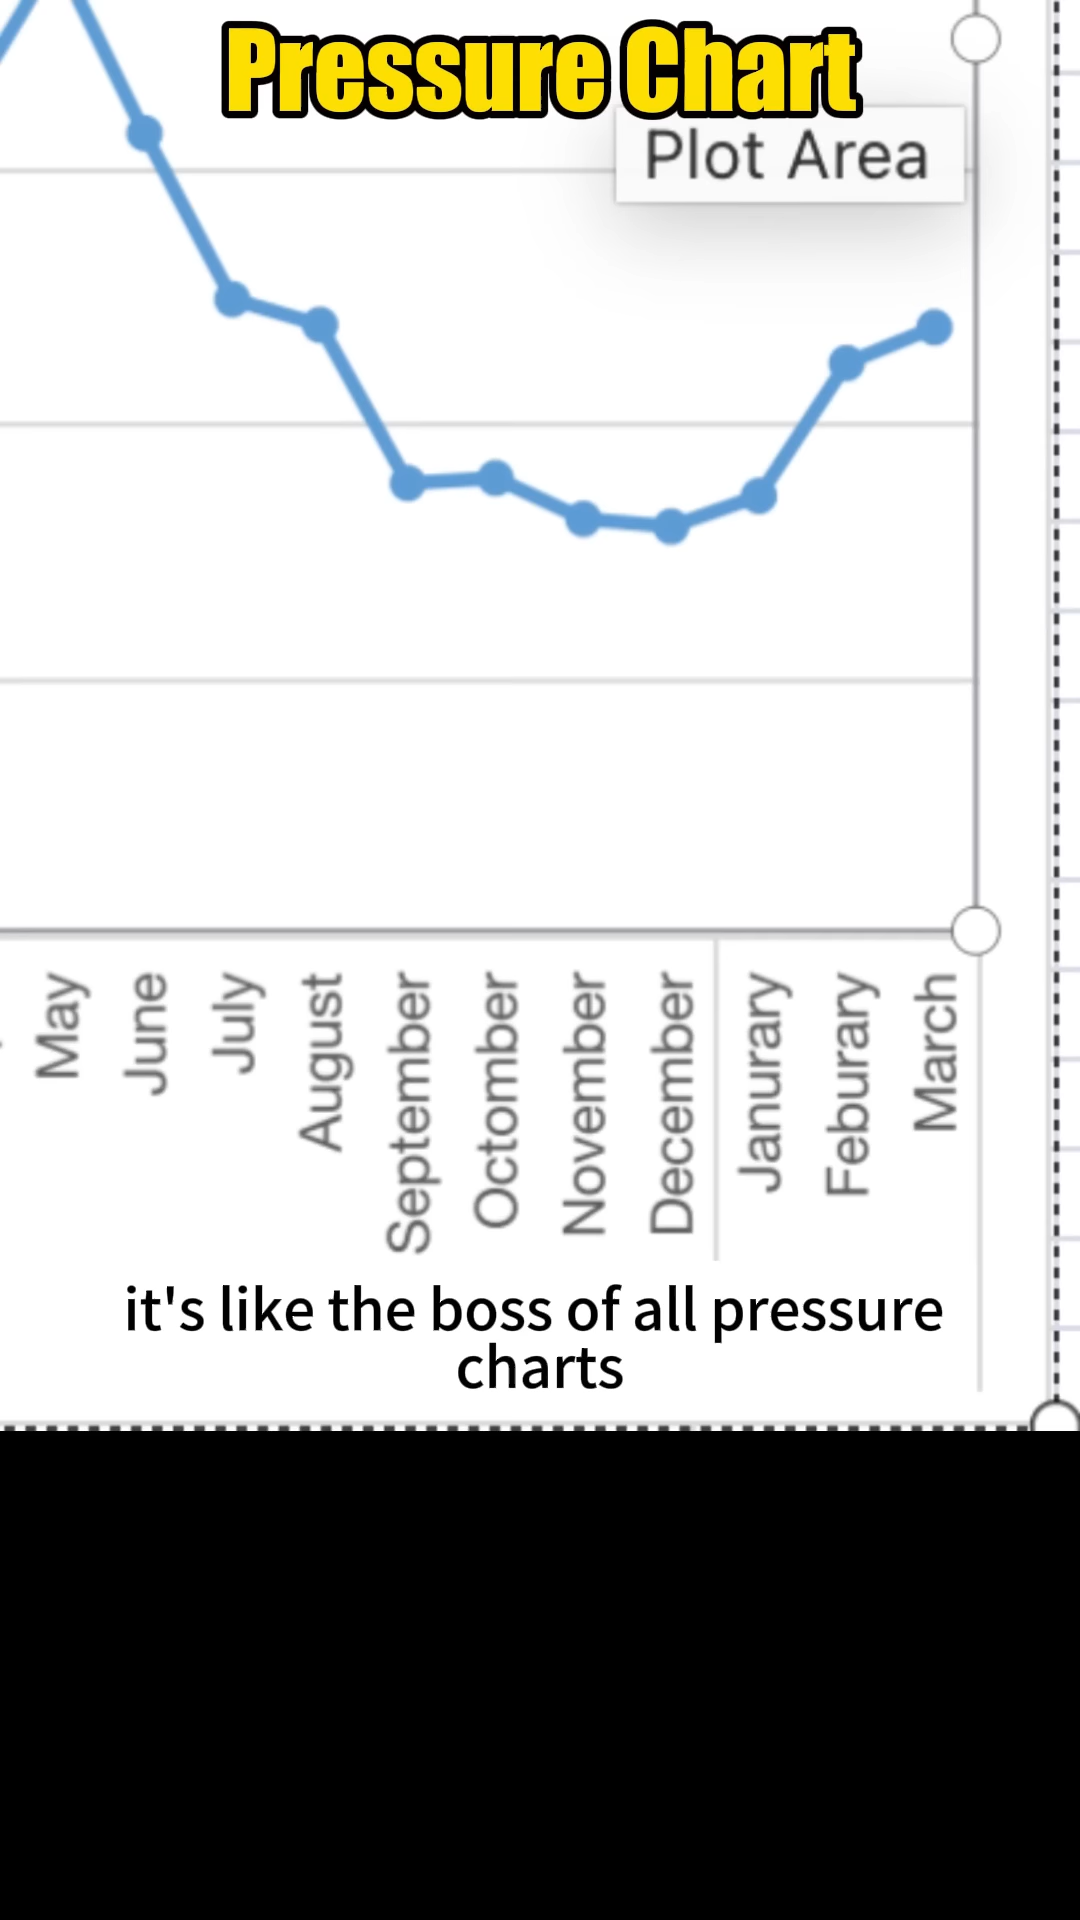 Pressure Chart
Plot Area
May
June
July
August
September
Octomber
November
December
Janurary
Feburary
March
it's like the boss of all pressure
charts